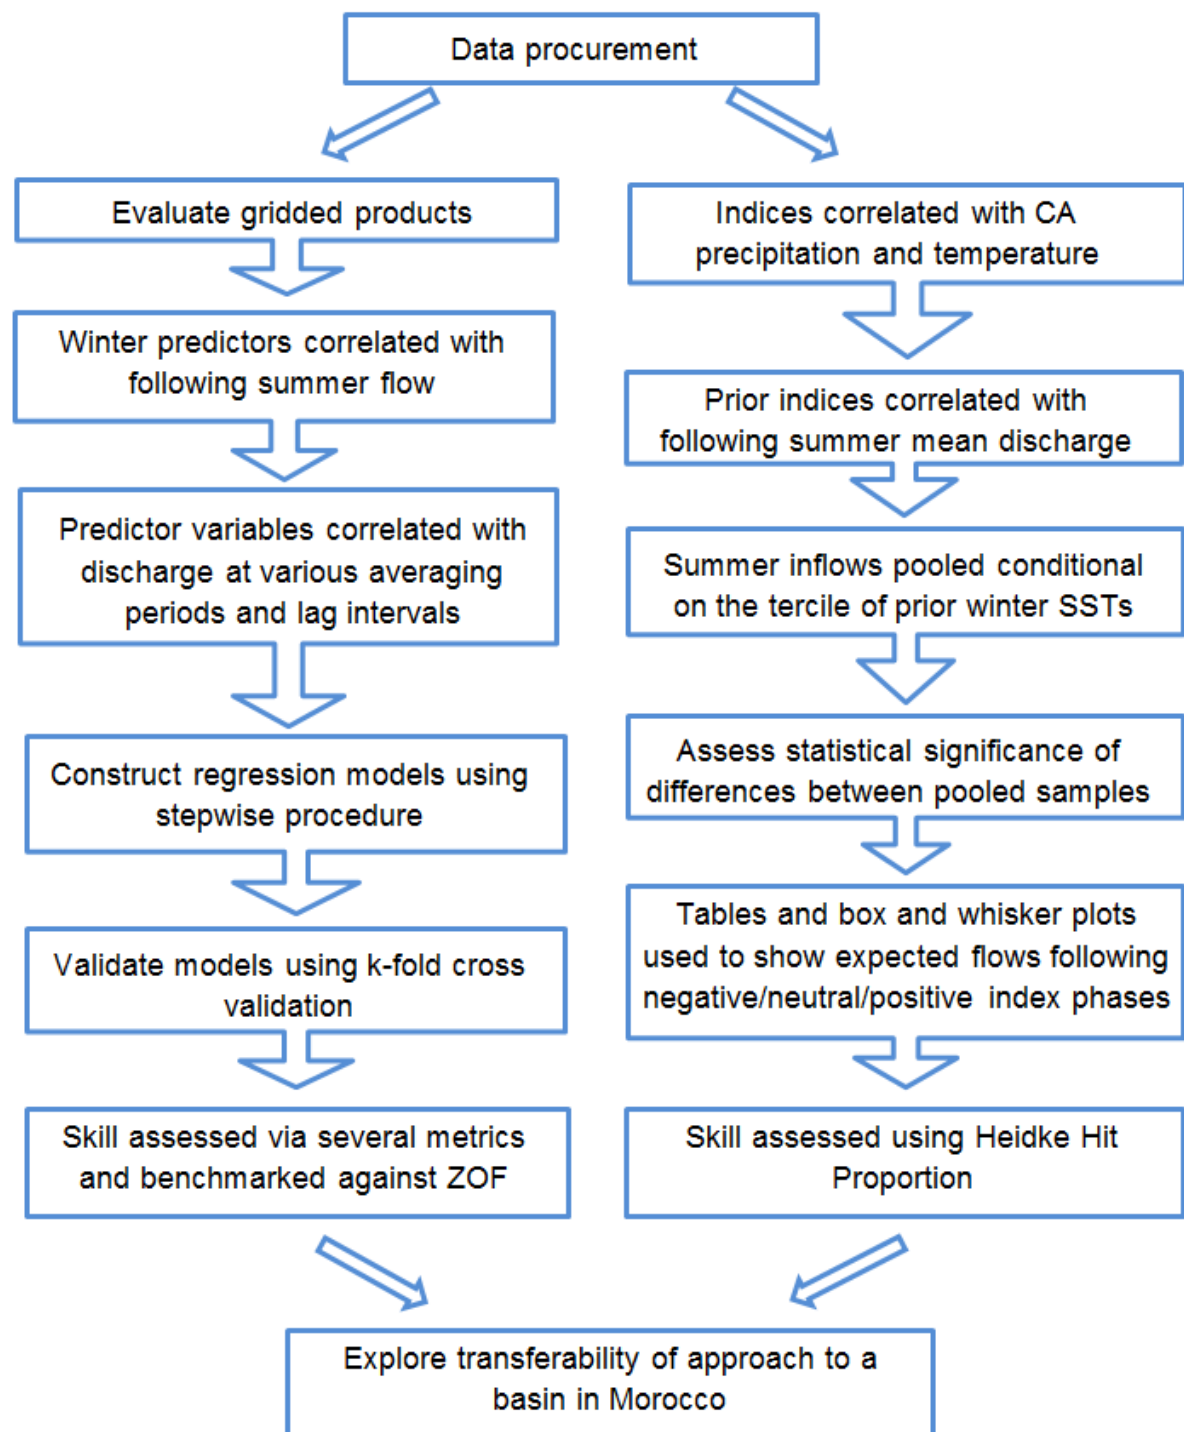 Data procurement
Evaluate gridded products
Winter predictors correlated with
following summer flow
Predictor variables correlated with
discharge at various averaging
periods and lag intervals
Construct regression models using
stepwise procedure
Validate models using k-fold cross
validation
Skill assessed via several metrics
and benchmarked against ZOF
Indices correlated with CA
precipitation and temperature
Prior indices correlated with
following summer mean discharge
Summer inflows pooled conditional
on the tercile of prior winter SSTs
Assess statistical significance of
differences between pooled samples
Tables and box and whisker plots
used to show expected flows following
negative/neutral/positive index phases
Skill assessed using Heidke Hit
Proportion
Explore transferability of approach to a
basin in Morocco